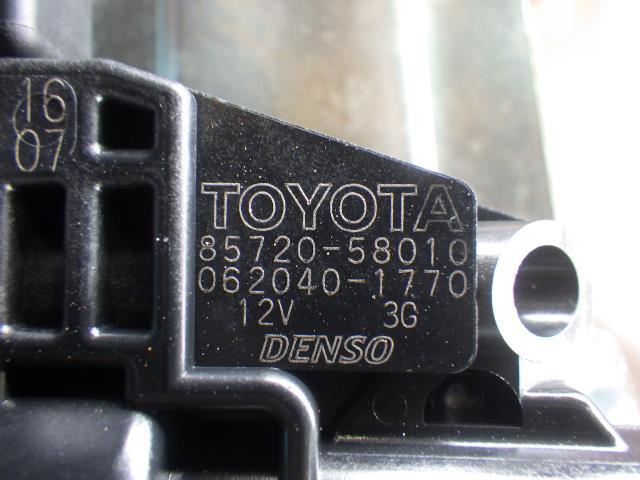 16
07
TOYOTA
85720-58010
062040-1770
12V 3G
DENSO